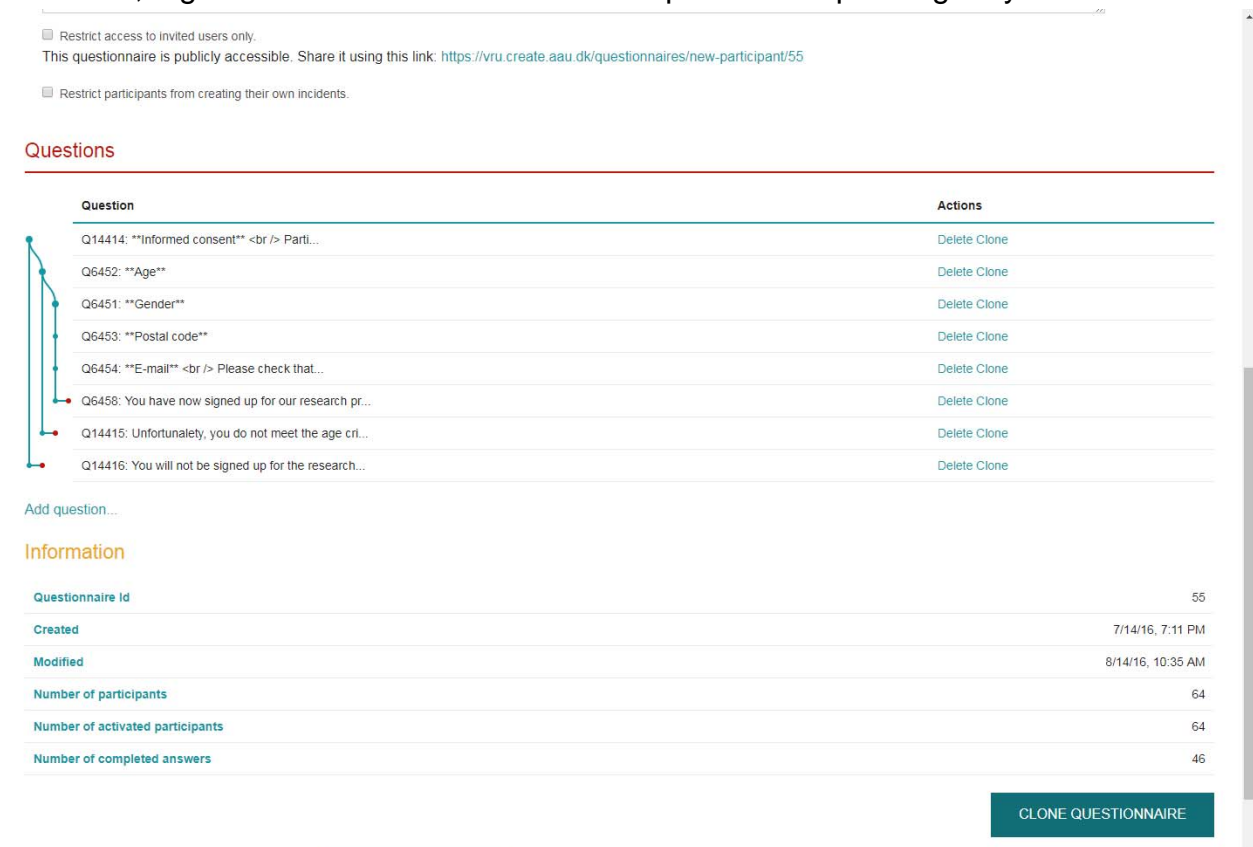 Restrict access to invited users only.
This questionnaire is publicly accessible. Share it using this link: https://vru.create.aau.dk/questionnaires/new-participant/55
Restrict participants from creating their own incidents.
Questions
Question Actions
Q14414: **Informed consent** <br /> Parti... Delete Clone
Q6452: **Age** Delete Clone
Q6451: **Gender** Delete Clone
Q6453: **Postal code** Delete Clone
Q6454: **E-mail** <br /> Please check that... Delete Clone
Q6458: You have now signed up for our research pr... Delete Clone
Q14415: Unfortunalety, you do not meet the age cri... Delete Clone
Q14416: You will not be signed up for the research... Delete Clone
Add question...
Information
Questionnaire Id 55
Created 7/14/16, 7:11 PM
Modified 8/14/16, 10:35 AM
Number of participants 64
Number of activated participants 64
Number of completed answers 46
CLONE QUESTIONNAIRE